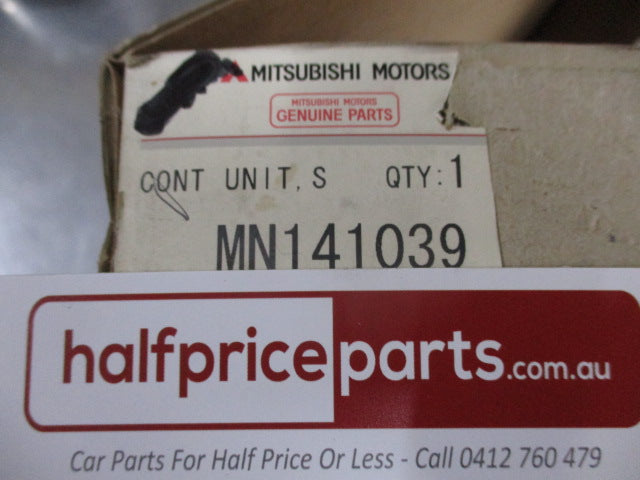 MITSUBISHI MOTORS
MITSUBISHI MOTORS
GENUINE PARTS
CONT UNIT, S QTY: 1
MN141039
halfpriceparts.com.au
Car Parts For Half Price Or Less - Call 0412 760 479